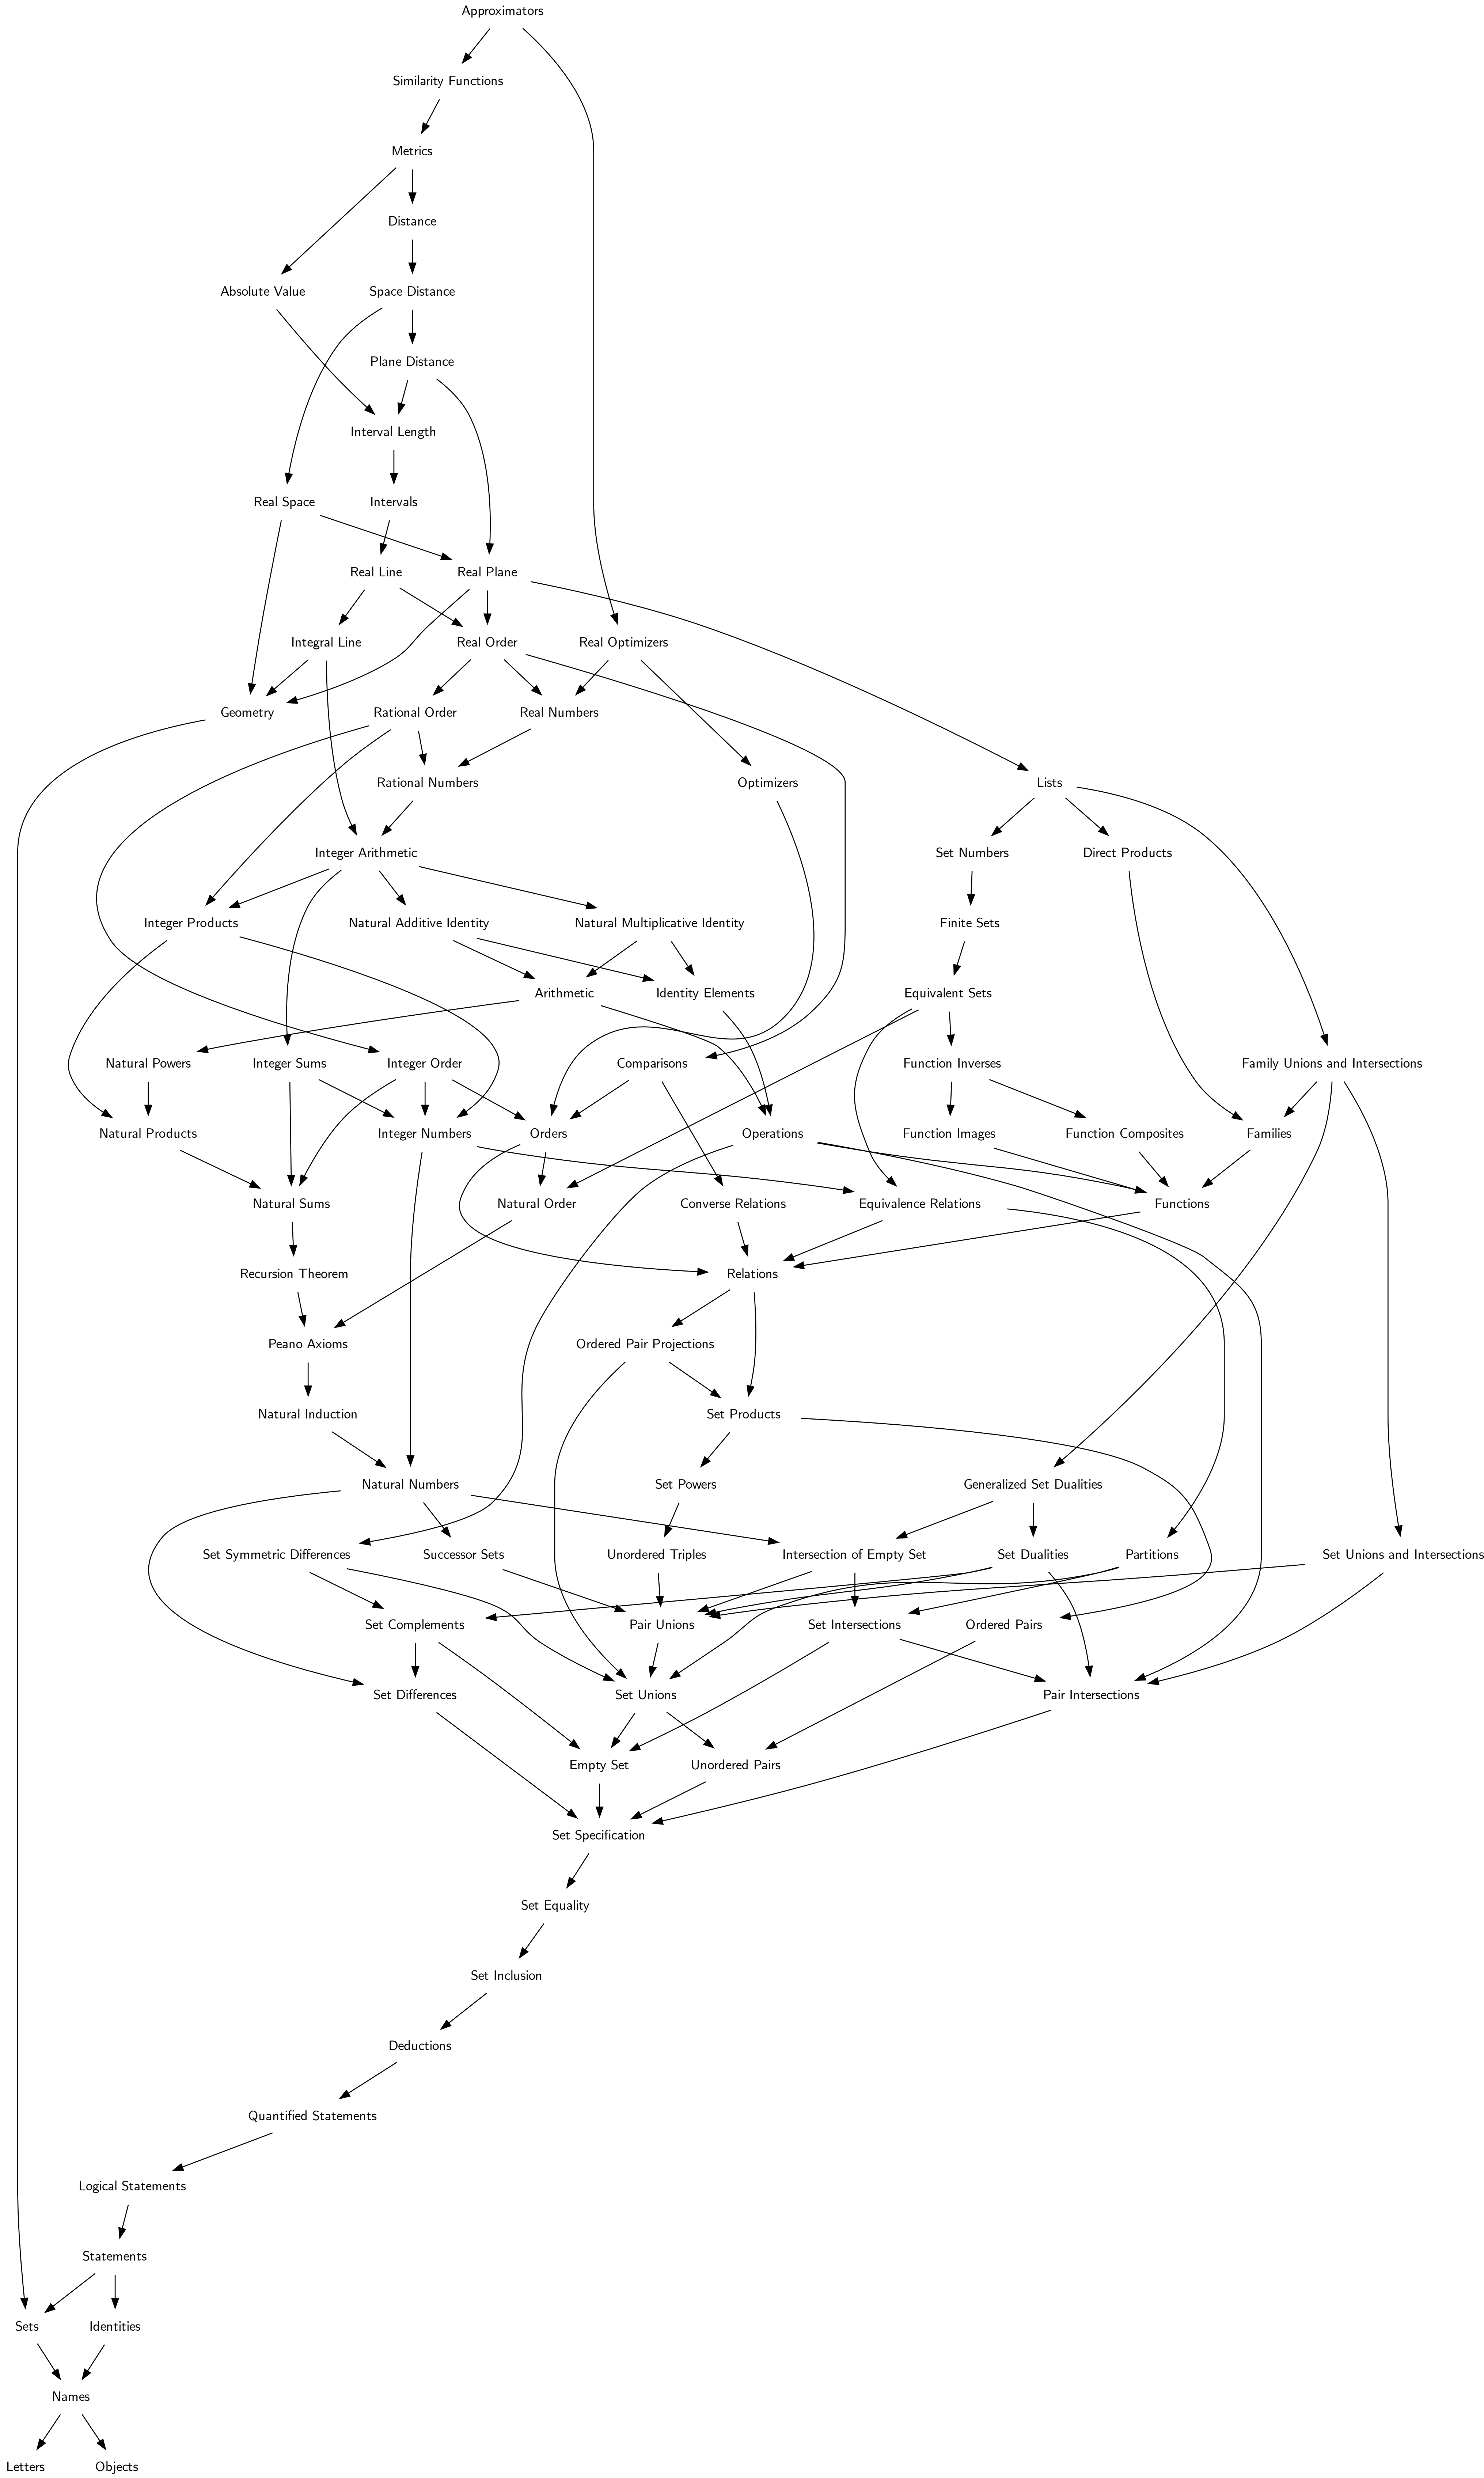 Approximators
Similarity Functions
Metrics
Distance
Absolute Value
Space Distance
Plane Distance
Interval Length
Real Space
Intervals
Real Line
Real Plane
Integral Line
Real Order
Real Optimizers
Geometry
Rational Order
Real Numbers
Rational Numbers
Optimizers
Lists
Integer Arithmetic
Set Numbers
Direct Products
Integer Products
Natural Additive Identity
Natural Multiplicative Identity
Finite Sets
Arithmetic
Identity Elements
Equivalent Sets
Natural Powers
Integer Sums
Integer Order
Comparisons
Function Inverses
Family Unions and Intersections
Natural Products
Integer Numbers
Orders
Operations
Function Images
Function Composites
Families
Natural Sums
Natural Order
Converse Relations
Equivalence Relations
Functions
Recursion Theorem
Relations
Peano Axioms
Ordered Pair Projections
Natural Induction
Set Products
Natural Numbers
Set Powers
Generalized Set Dualities
Set Symmetric Differences
Successor Sets
Unordered Triples
Intersection of Empty Set
Set Dualities
Partitions
Set Unions and Intersections
Set Complements
Pair Unions
Set Intersections
Ordered Pairs
Set Differences
Set Unions
Pair Intersections
Empty Set
Unordered Pairs
Set Specification
Set Equality
Set Inclusion
Deductions
Quantified Statements
Logical Statements
Statements
Sets
Identities
Names
Letters
Objects